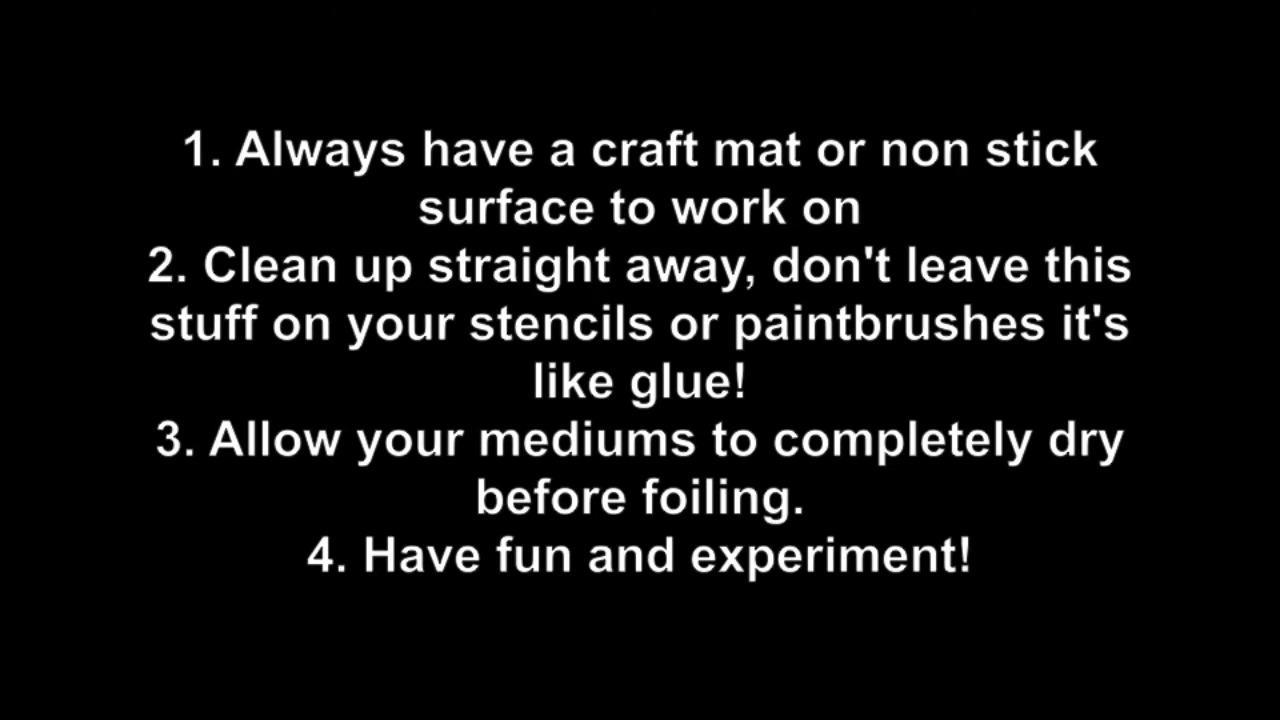 1. Always have a craft mat or non stick
surface to work on
2. Clean up straight away, don't leave this
stuff on your stencils or paintbrushes it's
like glue!
3. Allow your mediums to completely dry
before foiling.
4. Have fun and experiment!